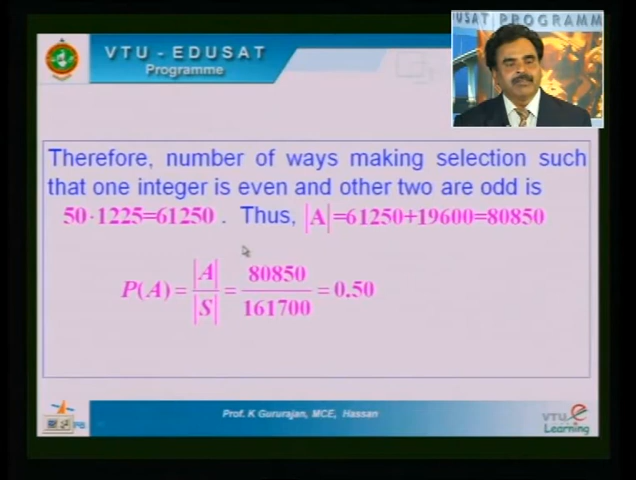 VTU - EDUSAT
Programme
DUSAT PROGRAMM
Therefore, number of ways making selection such
that one integer is even and other two are odd is
50·1225=61250 . Thus, |A|=61250+19600=80850
P(A) = |A| / |S| = 80850 / 161700 = 0.50
Prof. K Gururajan, MCE, Hassan
VTU e
Learning